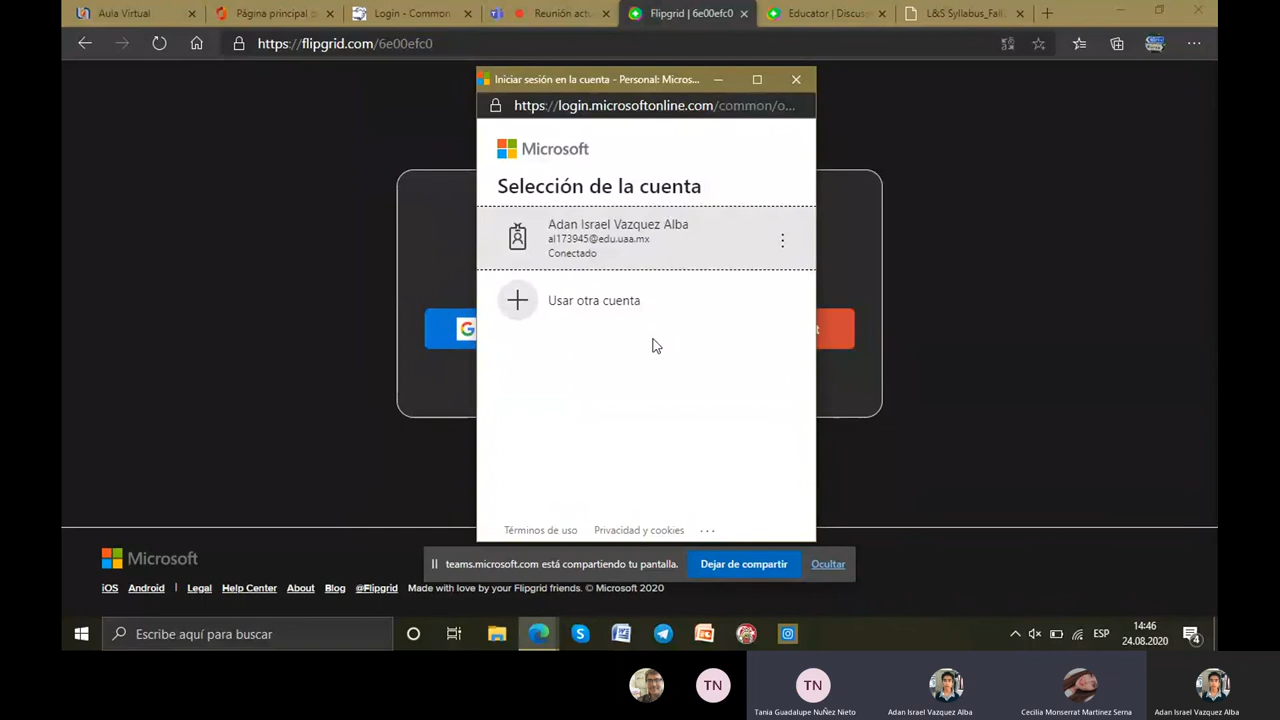 Aula Virtual
Página principal c
Login - Common
Reunión actu
Flipgrid | 6e00efc0
Educator | Discuss
L&S Syllabus_Fall
https://flipgrid.com/6e00efc0
Iniciar sesión en la cuenta - Personal: Micros...
https://login.microsoftonline.com/common/o...
Microsoft
Selección de la cuenta
Adan Israel Vazquez Alba
al173945@edu.uaa.mx
Conectado
Usar otra cuenta
G
t
Términos de uso
Privacidad y cookies
...
Microsoft
teams.microsoft.com está compartiendo tu pantalla.
Dejar de compartir
Ocultar
iOS
Android
Legal
Help Center
About
Blog
@Flipgrid
Made with love by your Flipgrid friends. © Microsoft 2020
Escribe aquí para buscar
ESP
14:46
24.08.2020
4
TN
TN
Tania Guadalupe NuÑez Nieto
Adan Israel Vazquez Alba
Cecilia Monserrat Martinez Serna
Adan Israel Vazquez Alba